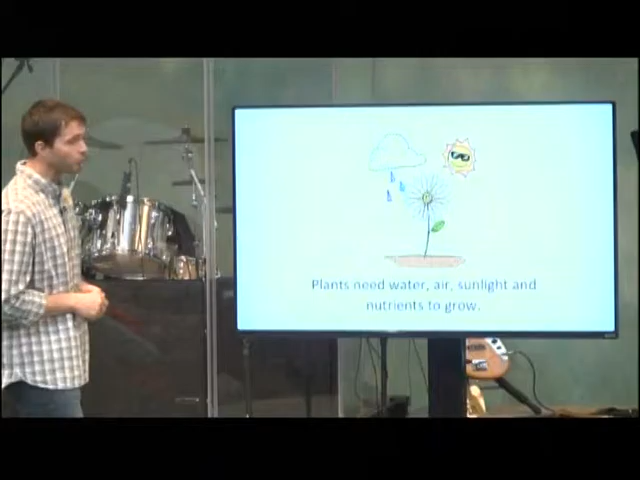 Plants need water, air, sunlight and
nutrients to grow.